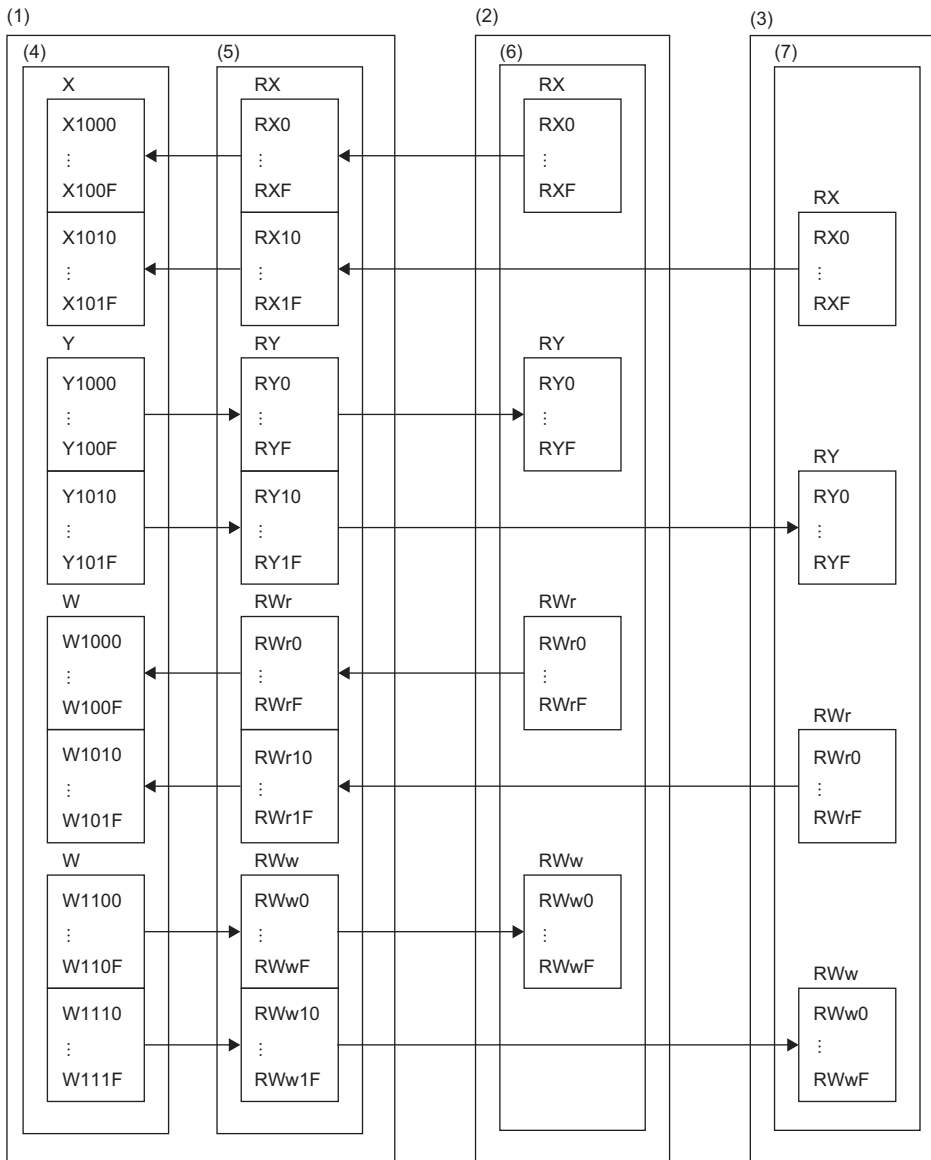 (1)
(2)
(3)
(4)
(5)
(6)
(7)
X
RX
RX
X1000
⋮
X100F
RX0
⋮
RXF
RX0
⋮
RXF
RX
X1010
⋮
X101F
RX10
⋮
RX1F
RX0
⋮
RXF
Y
RY
RY
Y1000
⋮
Y100F
RY0
⋮
RYF
RY0
⋮
RYF
RY
Y1010
⋮
Y101F
RY10
⋮
RY1F
RY0
⋮
RYF
W
RWr
RWr
W1000
⋮
W100F
RWr0
⋮
RWrF
RWr0
⋮
RWrF
RWr
W1010
⋮
W101F
RWr10
⋮
RWr1F
RWr0
⋮
RWrF
W
RWw
RWw
W1100
⋮
W110F
RWw0
⋮
RWwF
RWw0
⋮
RWwF
RWw
W1110
⋮
W111F
RWw10
⋮
RWw1F
RWw0
⋮
RWwF